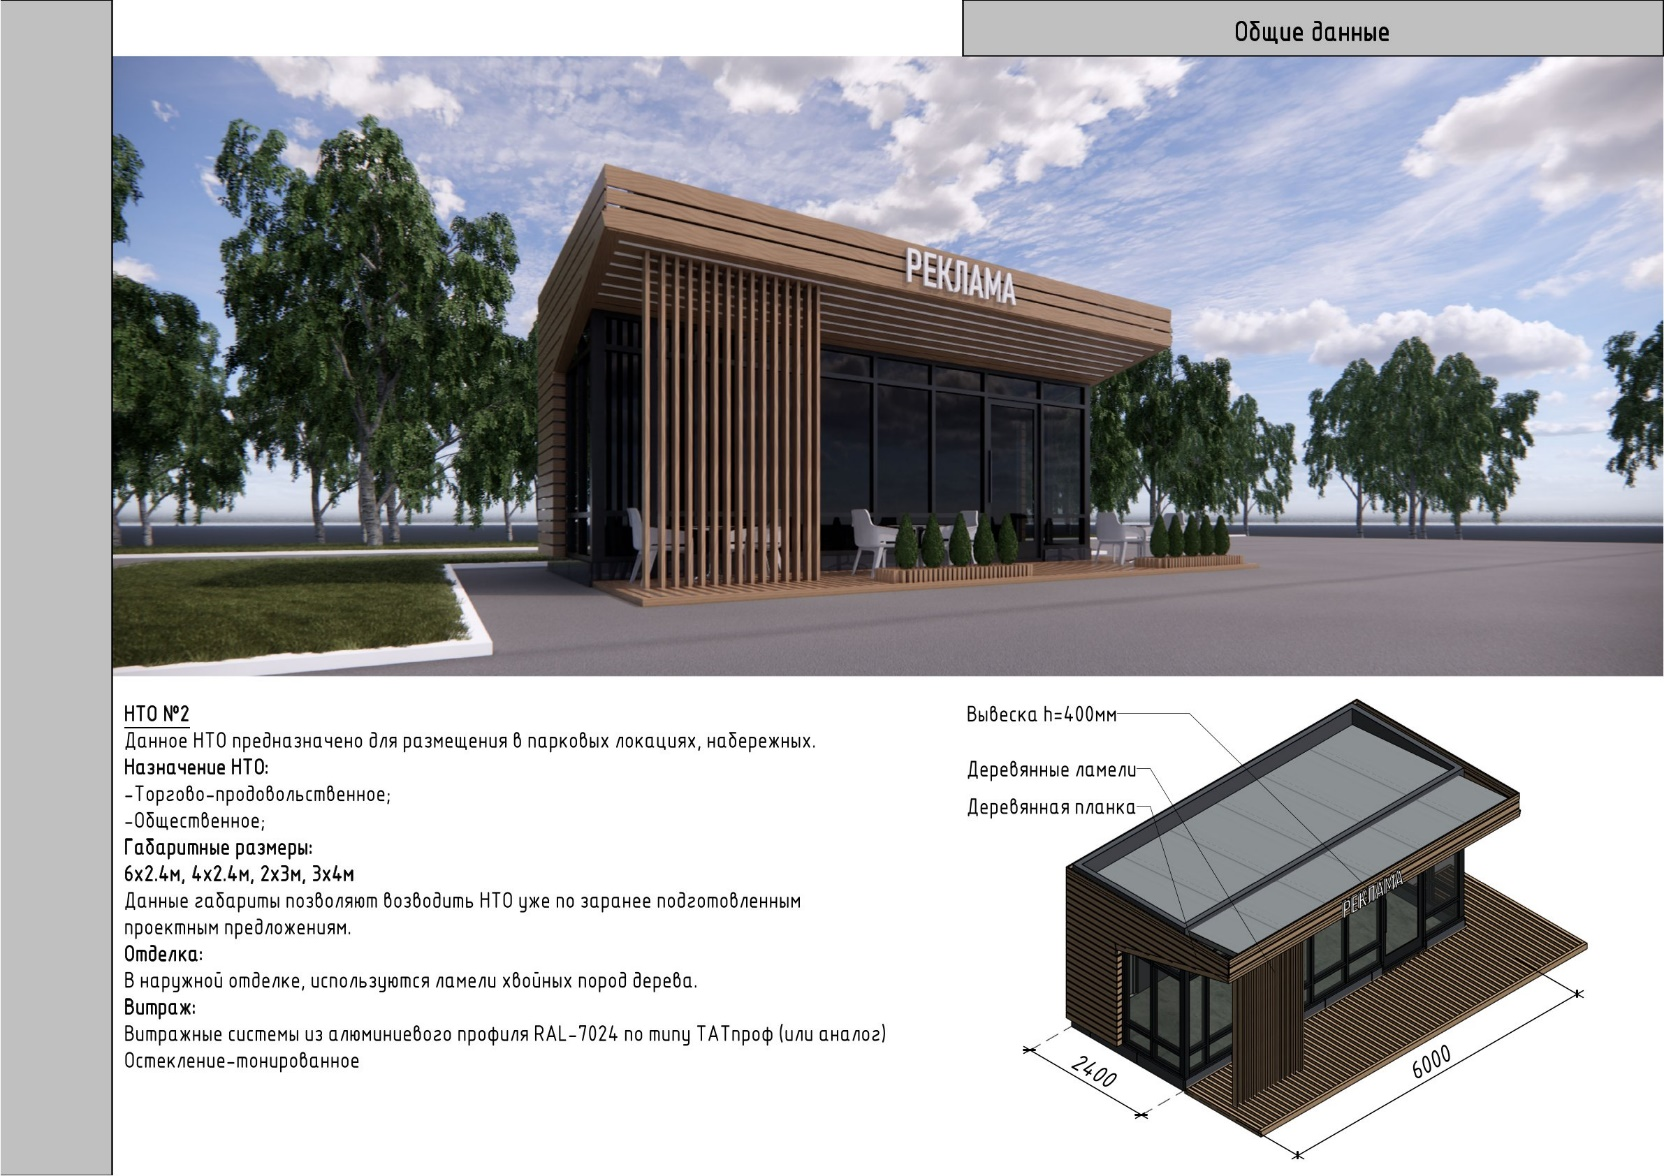 Общие данные
РЕКЛАМА
НТО №2
Данное НТО предназначено для размещения в парковых локациях, набережных.
Назначение НТО:
-Торгово-продовольственное;
-Общественное;
Габаритные размеры:
6х2.4м, 4х2.4м, 2х3м, 3х4м
Данные габариты позволяют возводить НТО уже по заранее подготовленным
проектным предложениям.
Отделка:
В наружной отделке, используются ламели хвойных пород дерева.
Витраж:
Витражные системы из алюминиевого профиля RAL-7024 по типу ТАТпроф (или аналог)
Остекление-тонированное
Вывеска h=400мм
Деревянные ламели
Деревянная планка
РЕКЛАМА
2400
6000